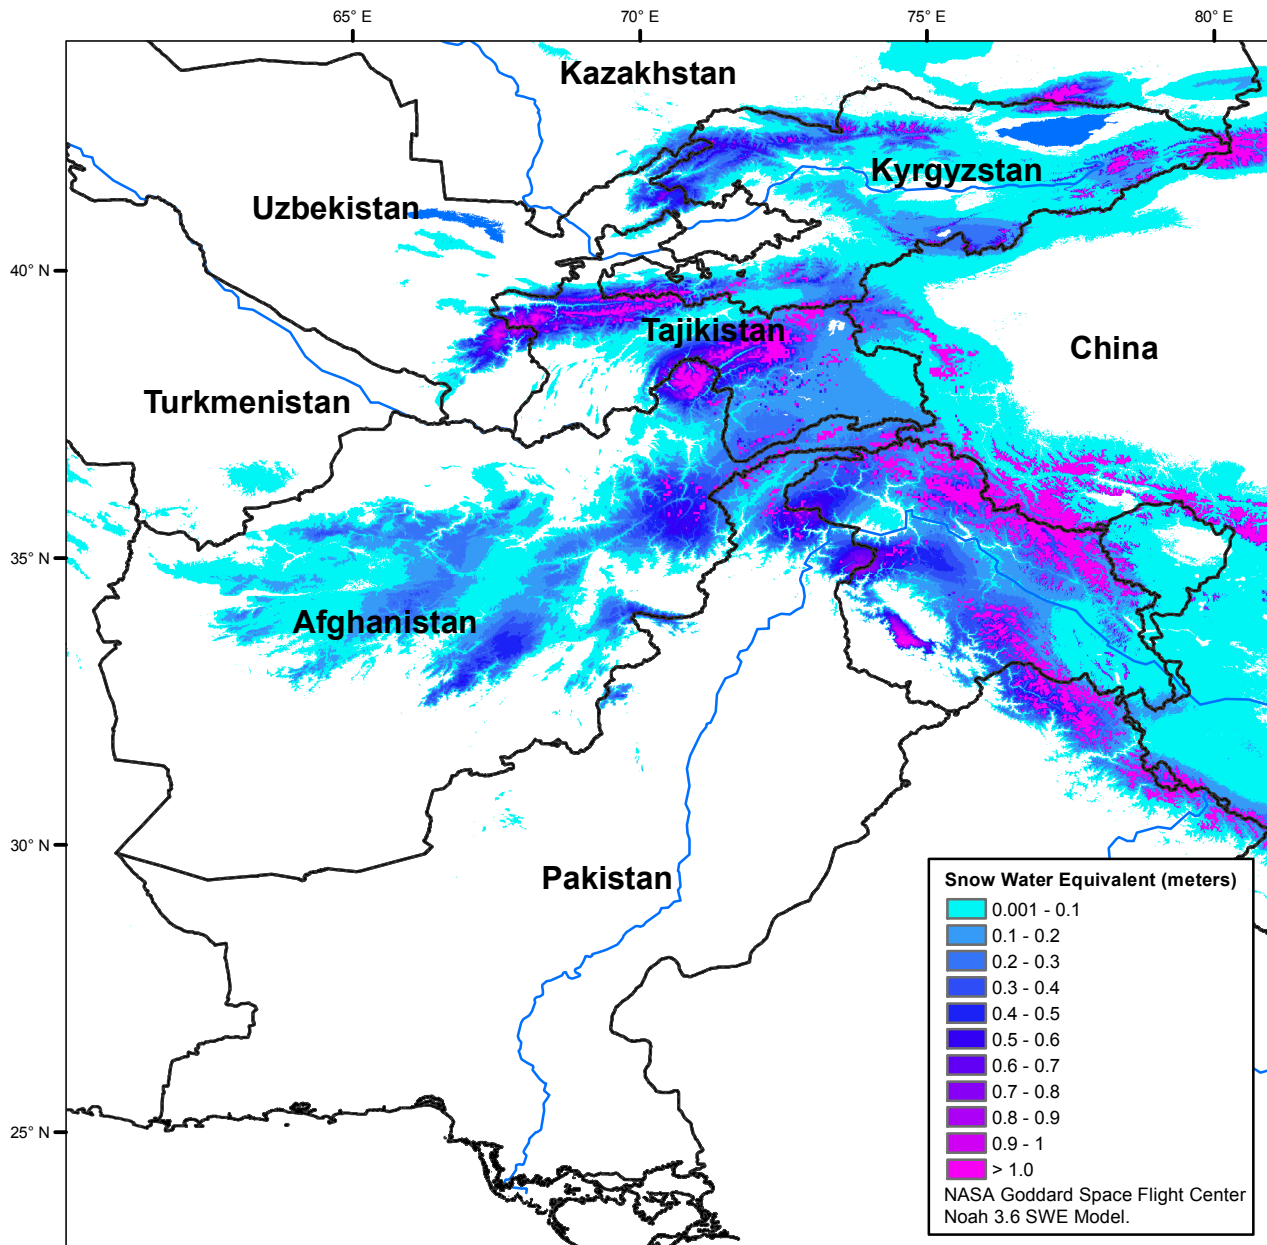 65° E
70° E
75° E
80° E
Kazakhstan
Kyrgyzstan
Uzbekistan
40° N
Tajikistan
China
Turkmenistan
35° N
Afghanistan
30° N
Pakistan
25° N
Snow Water Equivalent (meters)
0.001 - 0.1
0.1 - 0.2
0.2 - 0.3
0.3 - 0.4
0.4 - 0.5
0.5 - 0.6
0.6 - 0.7
0.7 - 0.8
0.8 - 0.9
0.9 - 1
> 1.0
NASA Goddard Space Flight Center
Noah 3.6 SWE Model.